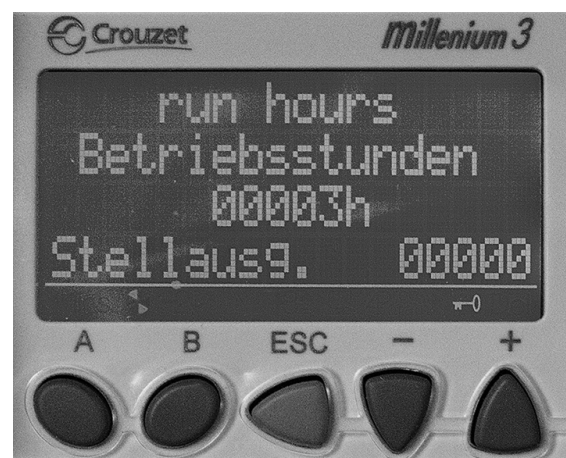 Crouzet millenium 3
run hours
Betriebsstunden
00003h
Stellausg. 00000
A B ESC - +